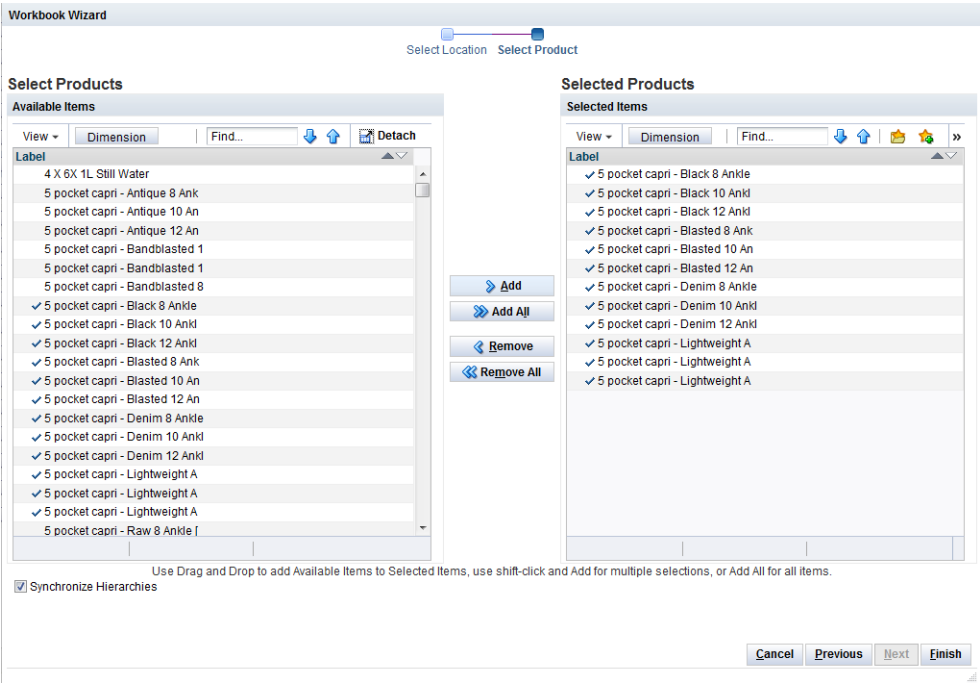 Workbook Wizard
Select Location Select Product
Select Products
Available Items
View Dimension Find... Detach
Label
4 X 6X 1L Still Water
5 pocket capri - Antique 8 Ank
5 pocket capri - Antique 10 An
5 pocket capri - Antique 12 An
5 pocket capri - Bandblasted 1
5 pocket capri - Bandblasted 1
5 pocket capri - Bandblasted 8
5 pocket capri - Black 8 Ankle
5 pocket capri - Black 10 Ankl
5 pocket capri - Black 12 Ankl
5 pocket capri - Blasted 8 Ank
5 pocket capri - Blasted 10 An
5 pocket capri - Blasted 12 An
5 pocket capri - Denim 8 Ankle
5 pocket capri - Denim 10 Ankl
5 pocket capri - Denim 12 Ankl
5 pocket capri - Lightweight A
5 pocket capri - Lightweight A
5 pocket capri - Lightweight A
5 pocket capri - Raw 8 Ankle [
Add
Add All
Remove
Remove All
Selected Products
Selected Items
View Dimension Find... »
Label
5 pocket capri - Black 8 Ankle
5 pocket capri - Black 10 Ankl
5 pocket capri - Black 12 Ankl
5 pocket capri - Blasted 8 Ank
5 pocket capri - Blasted 10 An
5 pocket capri - Blasted 12 An
5 pocket capri - Denim 8 Ankle
5 pocket capri - Denim 10 Ankl
5 pocket capri - Denim 12 Ankl
5 pocket capri - Lightweight A
5 pocket capri - Lightweight A
5 pocket capri - Lightweight A
Use Drag and Drop to add Available Items to Selected Items, use shift-click and Add for multiple selections, or Add All for all items.
Synchronize Hierarchies
Cancel Previous Next Finish